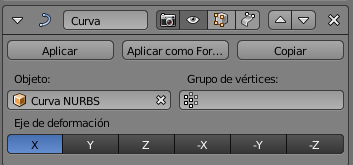 Curva
Aplicar
Aplicar como For...
Copiar
Objeto:
Grupo de vértices:
Curva NURBS
Eje de deformación
X
Y
Z
-X
-Y
-Z